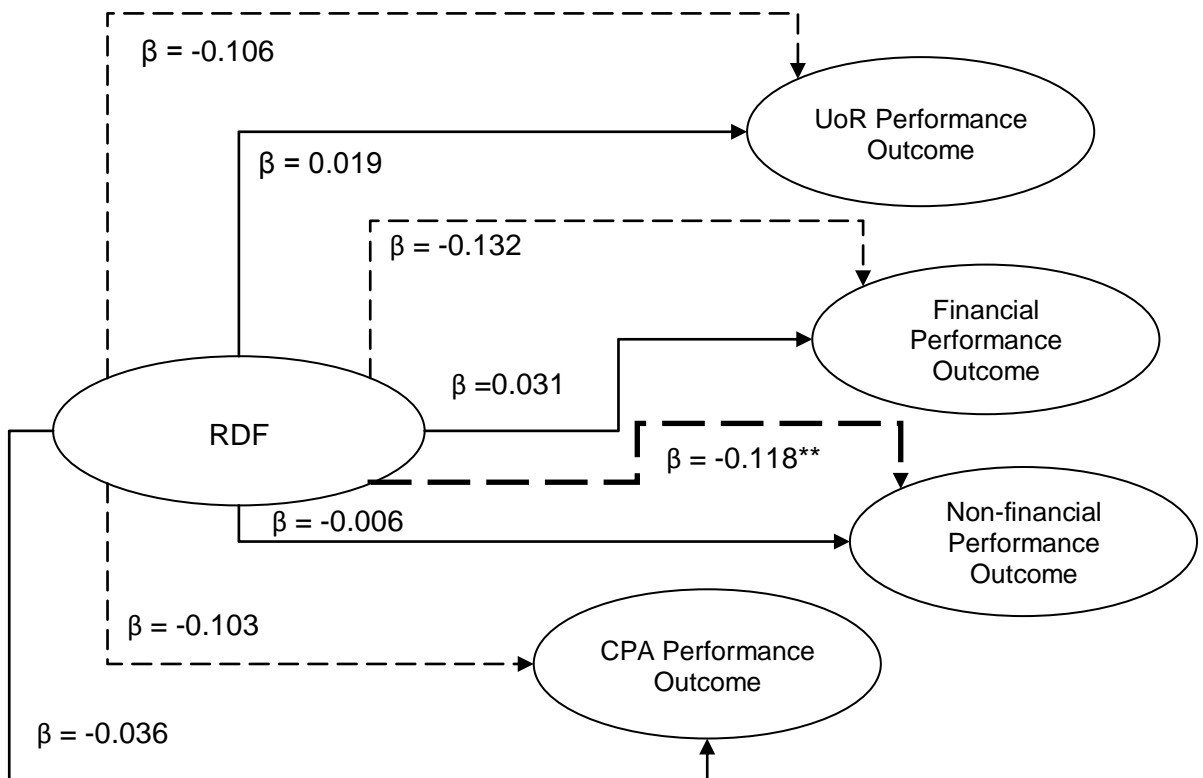 β = -0.106
UoR Performance
Outcome
β = 0.019
β = -0.132
Financial
Performance
Outcome
β =0.031
RDF
β = -0.118**
β = -0.006
Non-financial
Performance
Outcome
β = -0.103
CPA Performance
Outcome
β = -0.036